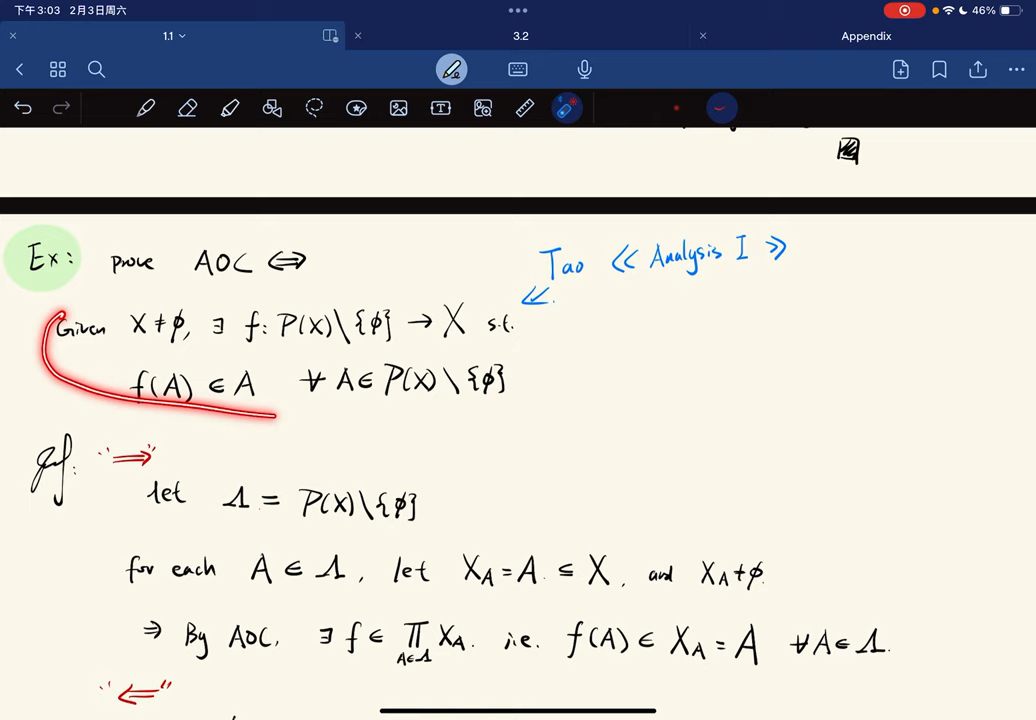 下午3:03 2月3日周六
46%
1.1
3.2
Appendix
Ex: prove AOC ⟺
Tao << Analysis I >>
Given X ≠ φ, ∃ f: P(X)\{φ} → X s.t.
f(A) ∈ A ∀ A ∈ P(X)\{φ}
pf: "⟹"
let Λ = P(X)\{φ}
for each A ∈ Λ, let X_A = A ⊆ X, and X_A ≠ φ.
⇒ By AOC, ∃ f ∈ ∏_{A∈Λ} X_A. i.e. f(A) ∈ X_A = A ∀ A ∈ Λ.
"⟸"